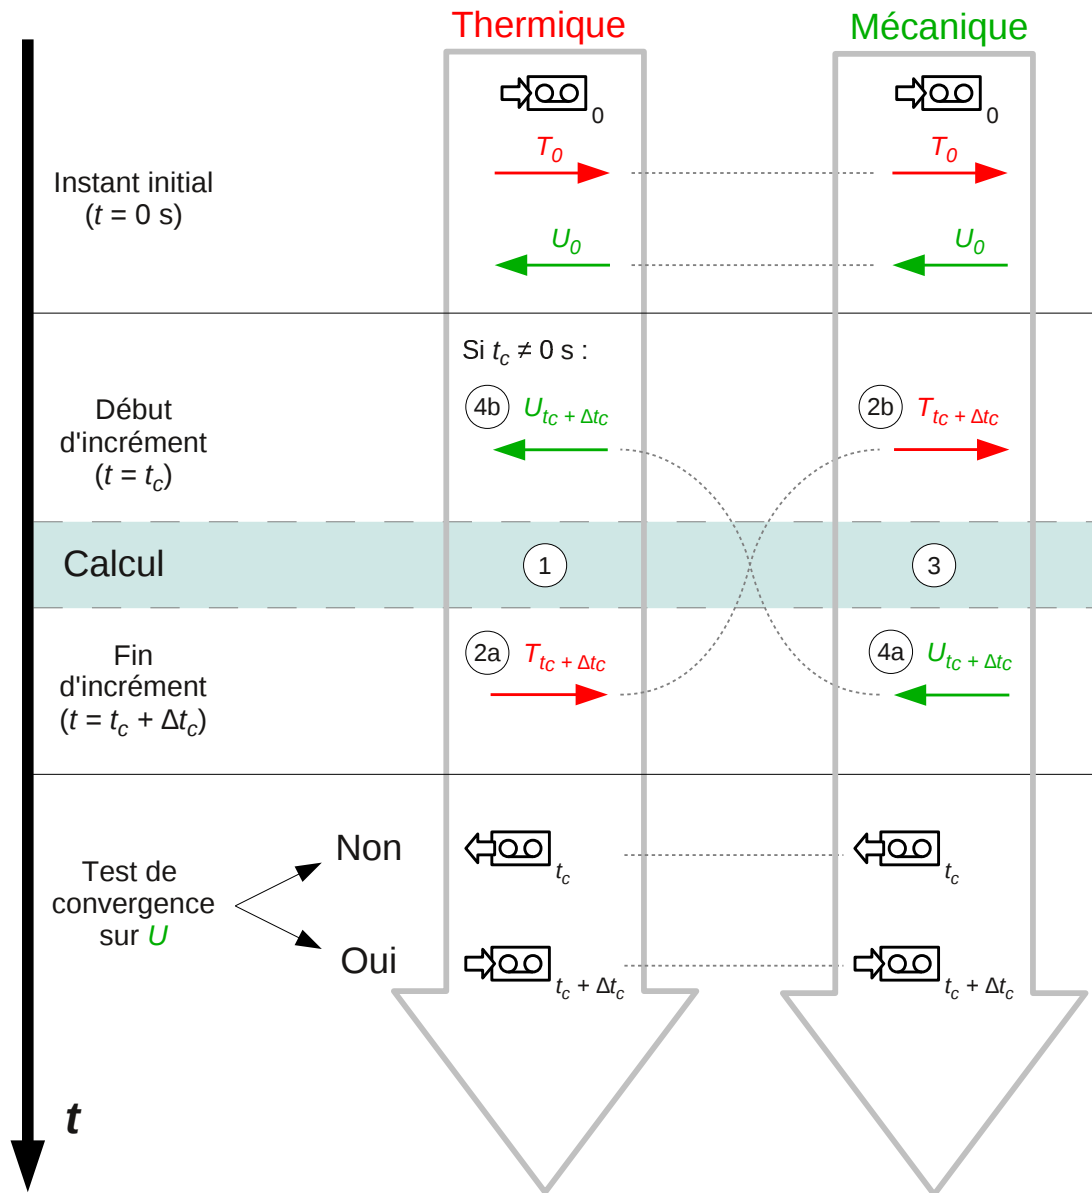 Thermique
Mécanique
0
0
T0
T0
Instant initial
(t = 0 s)
U0
U0
Si tc ≠ 0 s :
Début
d'incrément
(t = tc)
4b Utc + Δtc
2b Ttc + Δtc
Calcul
1
3
Fin
d'incrément
(t = tc + Δtc)
2a Ttc + Δtc
4a Utc + Δtc
Test de
convergence
sur U
Non
tc
tc
Oui
tc + Δtc
tc + Δtc
t